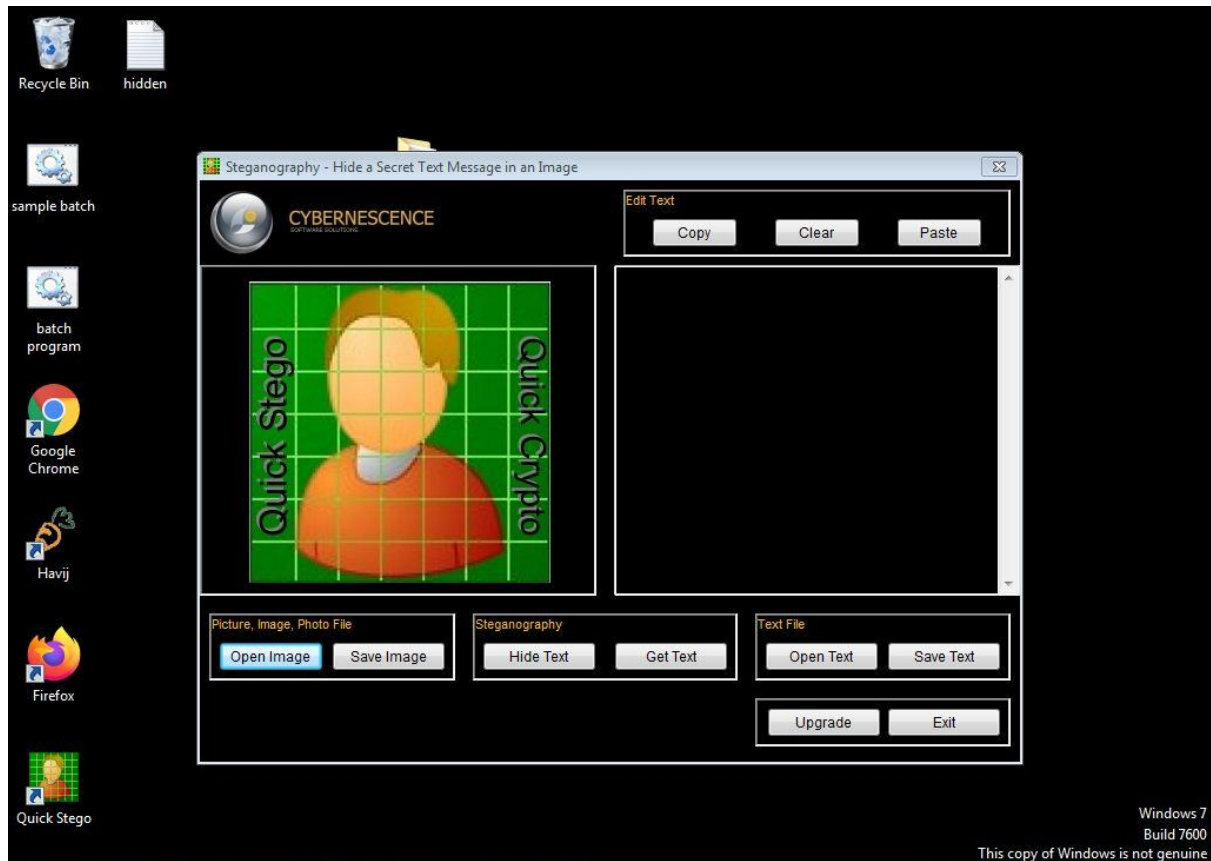 Recycle Bin
hidden
sample batch
batch
program
Google
Chrome
Havij
Firefox
Quick Stego
Steganography - Hide a Secret Text Message in an Image
CYBERNESCENCE
SOFTWARE SOLUTIONS
Edit Text
Copy
Clear
Paste
Quick Stego
Quick Crypto
Picture, Image, Photo File
Open Image
Save Image
Steganography
Hide Text
Get Text
Text File
Open Text
Save Text
Upgrade
Exit
Windows 7
Build 7600
This copy of Windows is not genuine